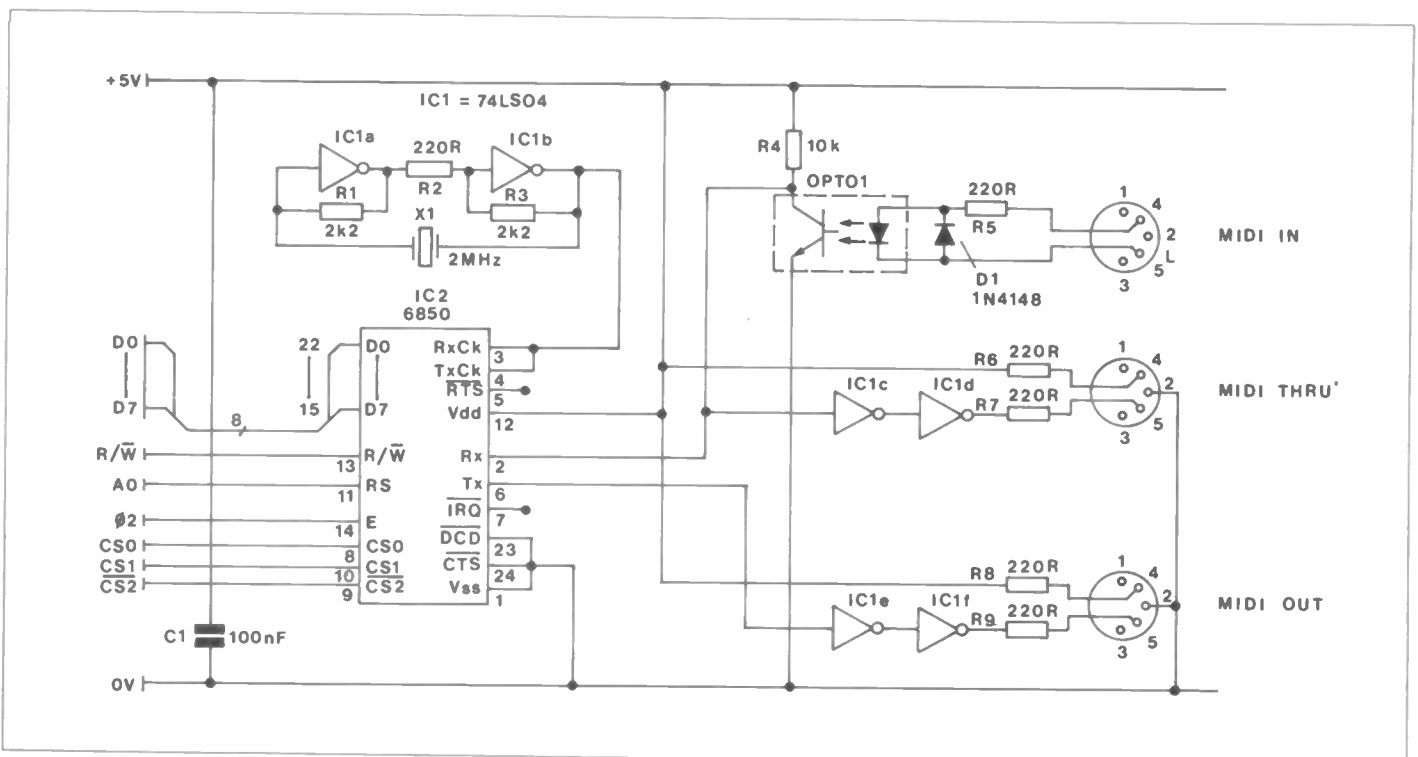 +5V
IC1 = 74LS04
IC1a
220R
IC1b
R2
R1
R3
2k2
X1
2k2
2MHz
R4
10k
OPTO1
220R
R5
D1
1N4148
1
4
2
5
L
3
MIDI IN
IC2
6850
D0
D7
8
22
15
D0
D7
RxCk
3
TxCk
4
RTS
5
Vdd
12
R/W̅
13
R/W̅
Rx
2
A0
11
RS
Tx
6
IRQ
7
ø2
14
E
CS0
8
CS0
DCD
23
CS1
10
CS1
CTS
24
CS2
9
CS2
Vss
1
R6
220R
IC1c
IC1d
R7
220R
1
4
2
5
3
MIDI THRU'
R8
220R
IC1e
IC1f
R9
220R
1
4
2
5
3
MIDI OUT
C1
100nF
0V